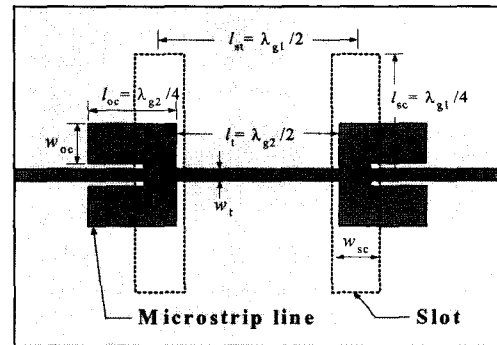 l_st = λ_g1 /2
l_oc = λ_g2 /4
l_sc = λ_g1 /4
w_oc
l_t = λ_g2 /2
w_t
w_sc
Microstrip line
Slot